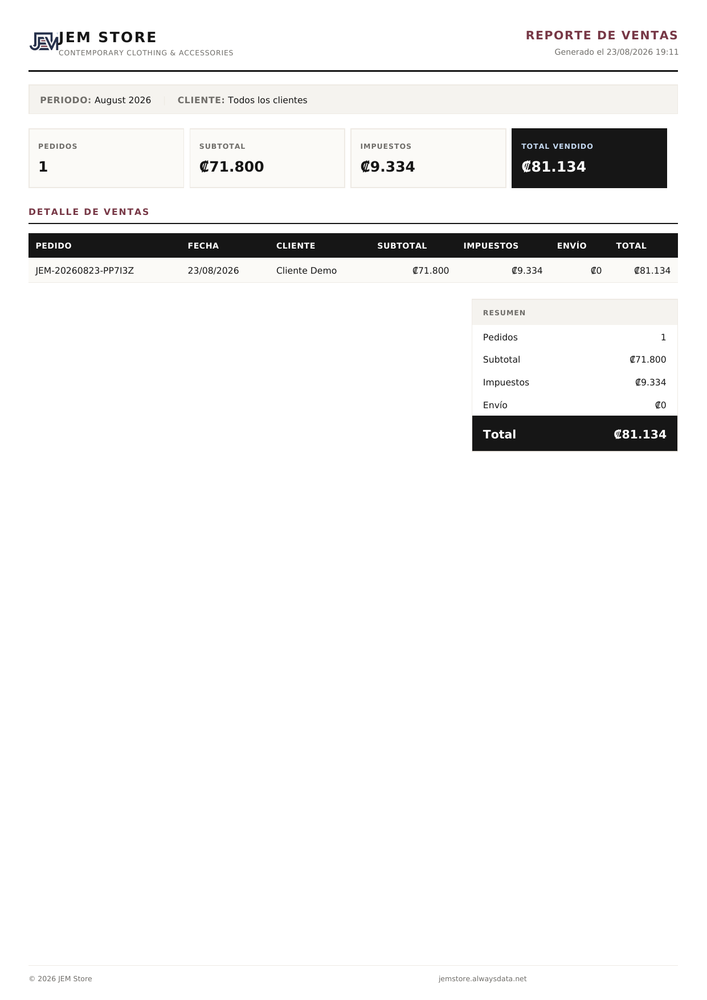 JEM JEM STORE
CONTEMPORARY CLOTHING & ACCESSORIES
REPORTE DE VENTAS
Generado el 23/08/2026 19:11
PERIODO: August 2026 CLIENTE: Todos los clientes
PEDIDOS SUBTOTAL IMPUESTOS TOTAL VENDIDO
1 ₡71.800 ₡9.334 ₡81.134
DETALLE DE VENTAS
PEDIDO FECHA CLIENTE SUBTOTAL IMPUESTOS ENVÍO TOTAL
JEM-20260823-PP7I3Z 23/08/2026 Cliente Demo ₡71.800 ₡9.334 ₡0 ₡81.134
RESUMEN
Pedidos 1
Subtotal ₡71.800
Impuestos ₡9.334
Envío ₡0
Total ₡81.134
© 2026 JEM Store jemstore.alwaysdata.net